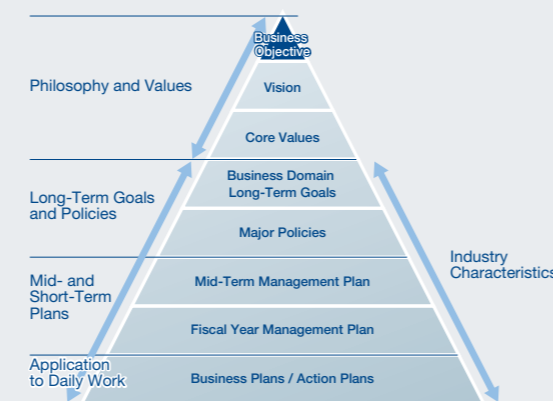 Business
Objective
Philosophy and Values
Vision
Core Values
Business Domain
Long-Term Goals
Long-Term Goals
and Policies
Major Policies
Industry
Characteristics
Mid- and
Short-Term
Plans
Mid-Term Management Plan
Fiscal Year Management Plan
Application
to Daily Work
Business Plans / Action Plans